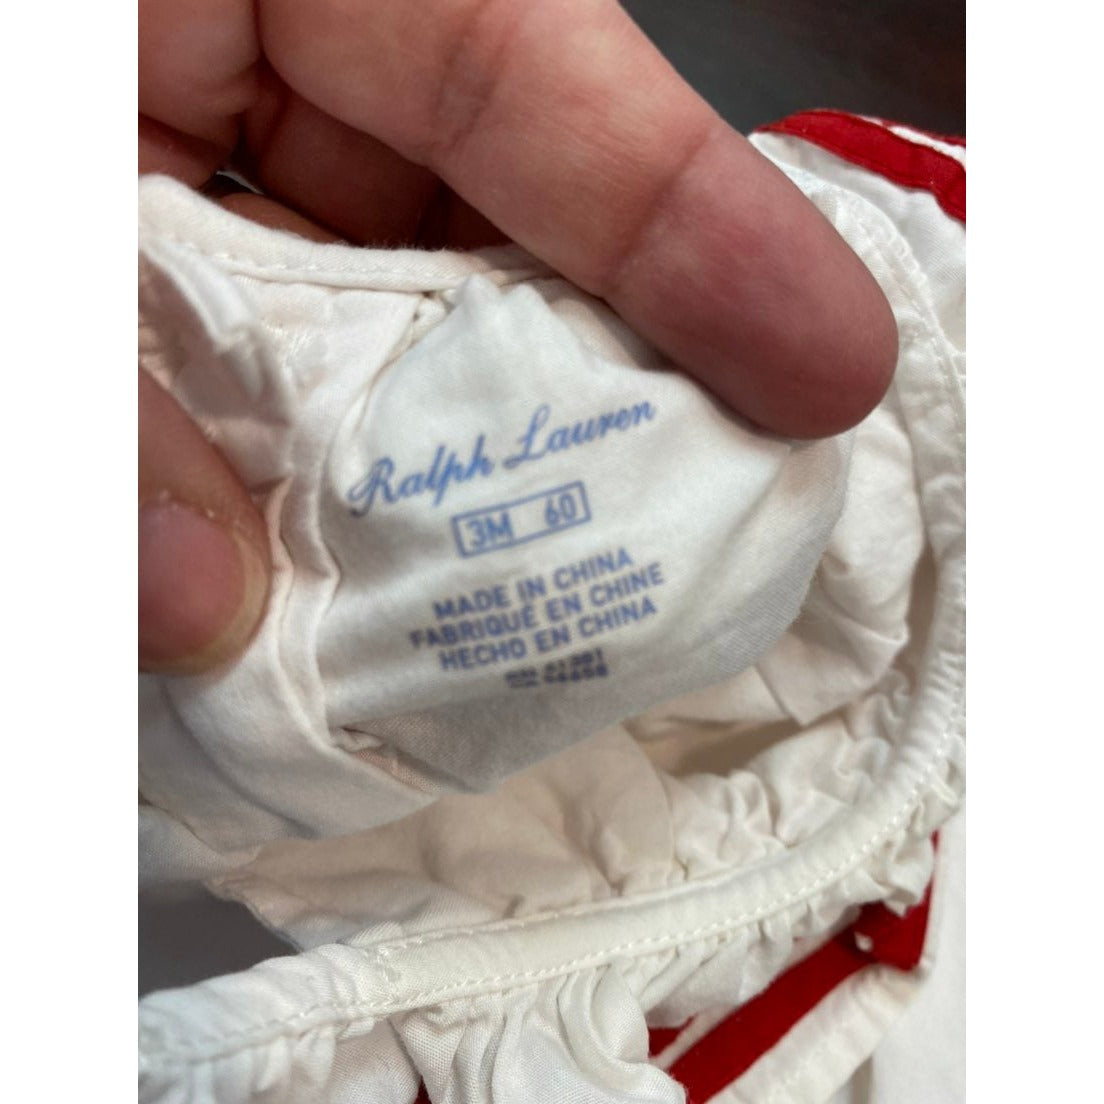 Ralph Lauren
3M 60
MADE IN CHINA
FABRIQUÉ EN CHINE
HECHO EN CHINA